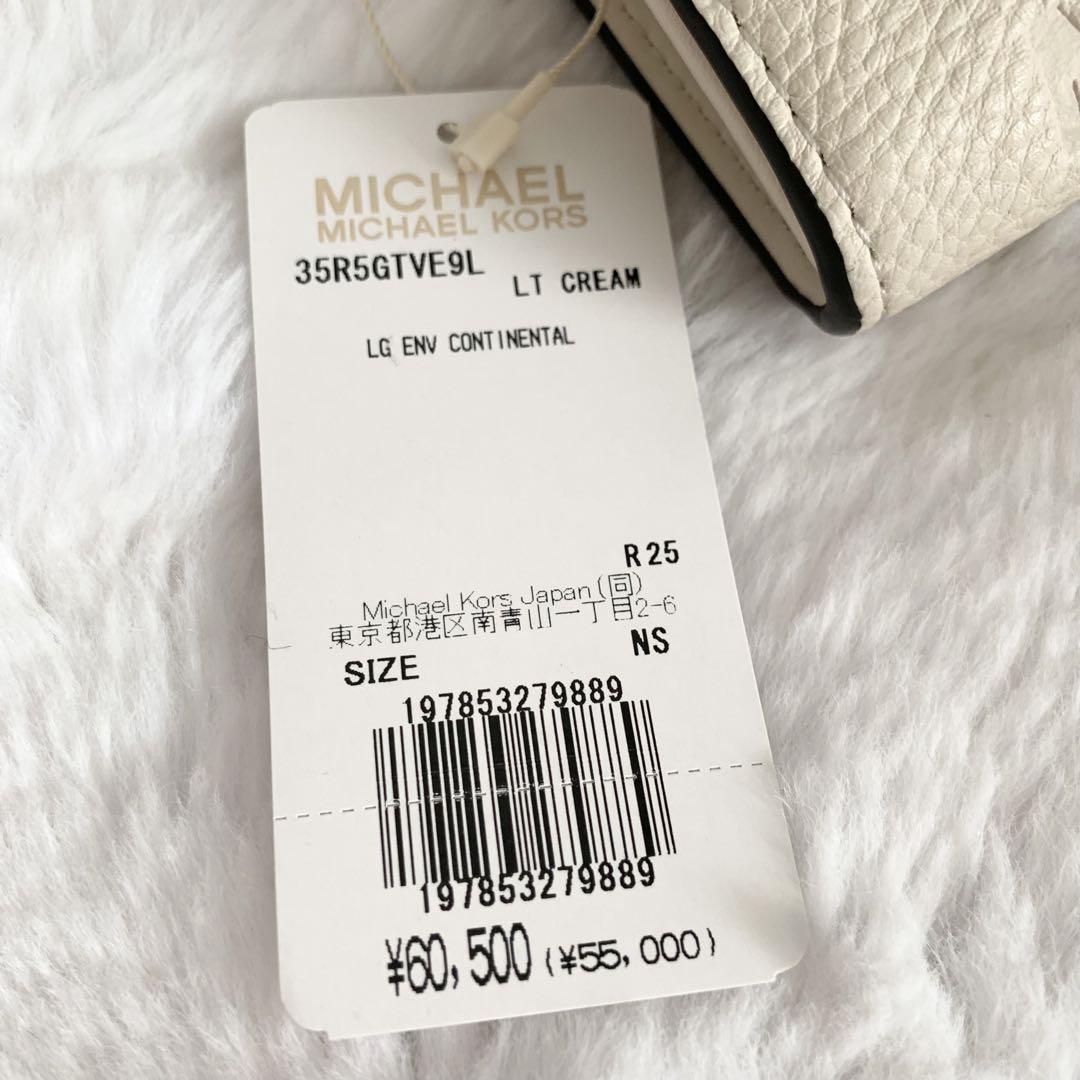 MICHAEL
MICHAEL KORS
35R5GTVE9L
LT CREAM
LG ENV CONTINENTAL
R25
Michael Kors Japan(同)
東京都港区南青山一丁目2-6
SIZE NS
197853279889
197853279889
¥60,500 (¥55,000)